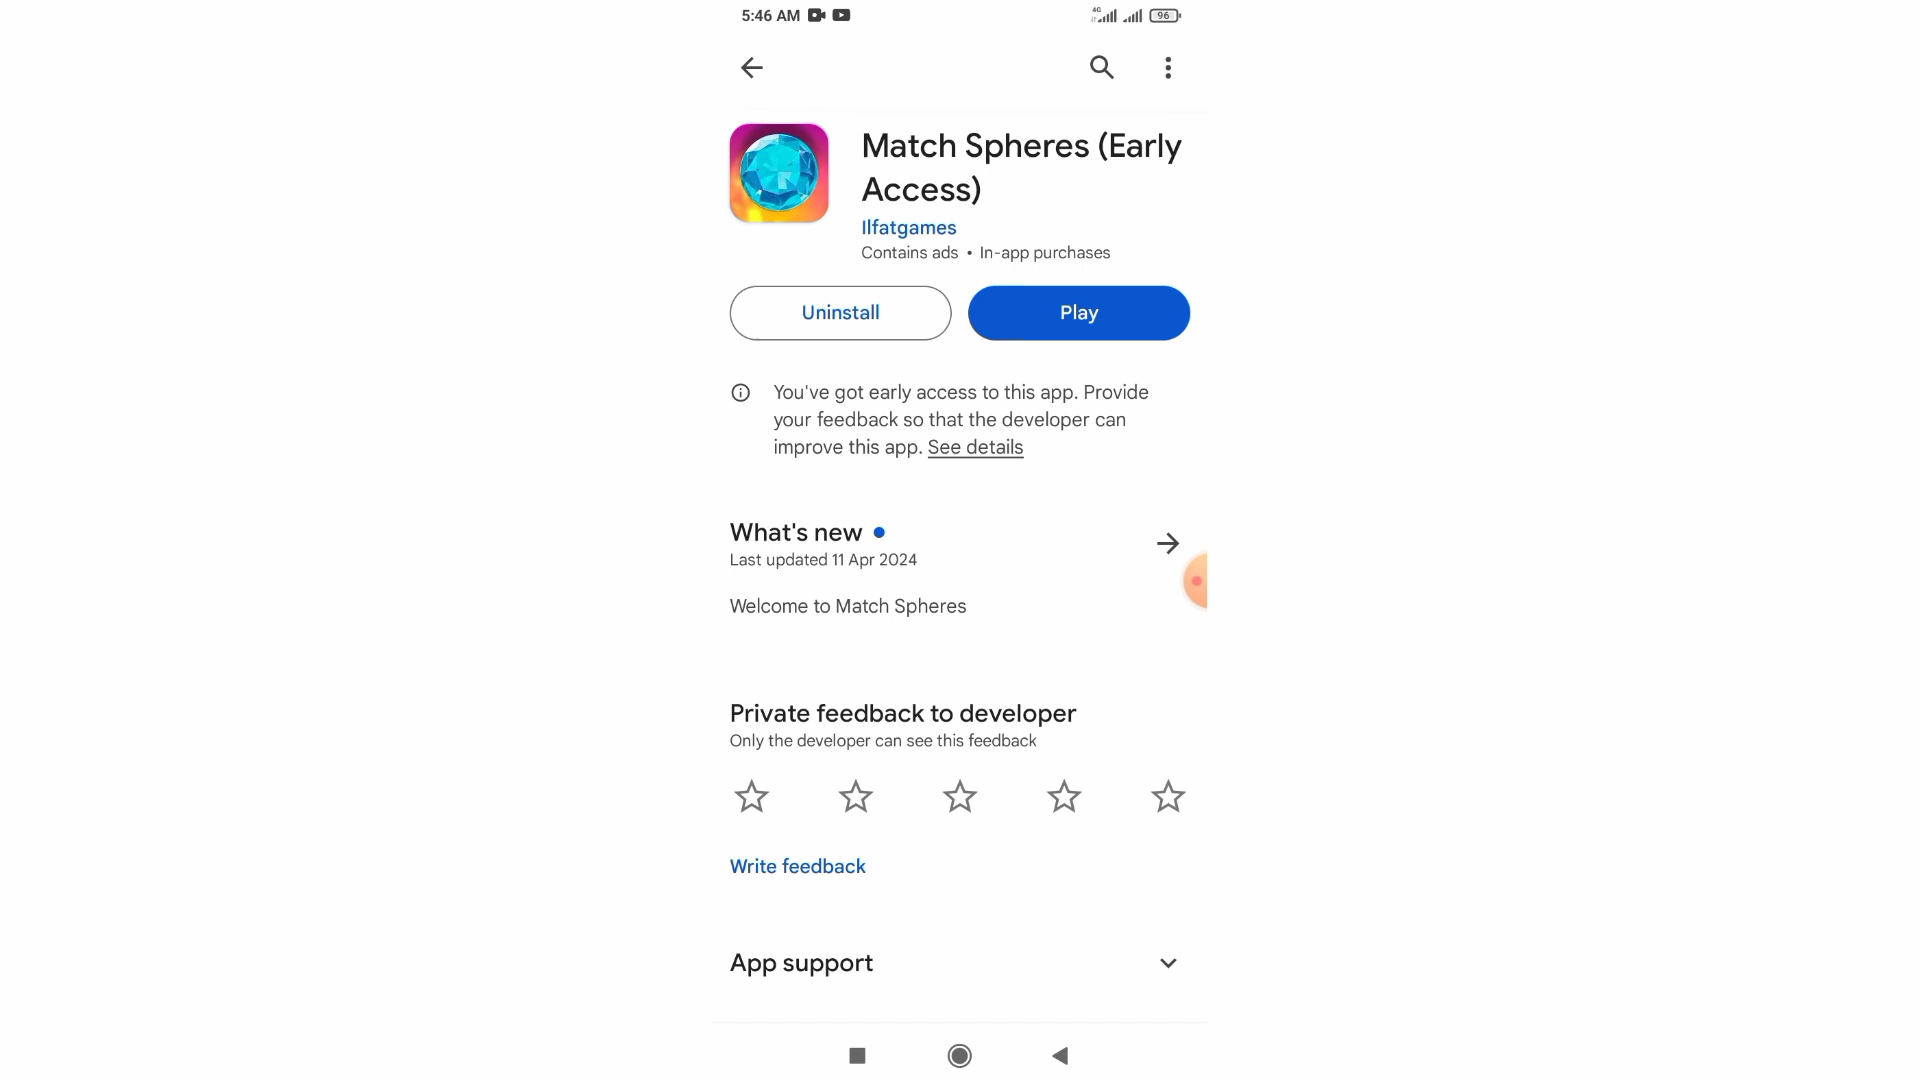 5:46 AM
4G
96
Match Spheres (Early
Access)
Ilfatgames
Contains ads • In-app purchases
Uninstall
Play
You've got early access to this app. Provide
your feedback so that the developer can
improve this app. See details
What's new
Last updated 11 Apr 2024
Welcome to Match Spheres
Private feedback to developer
Only the developer can see this feedback
Write feedback
App support